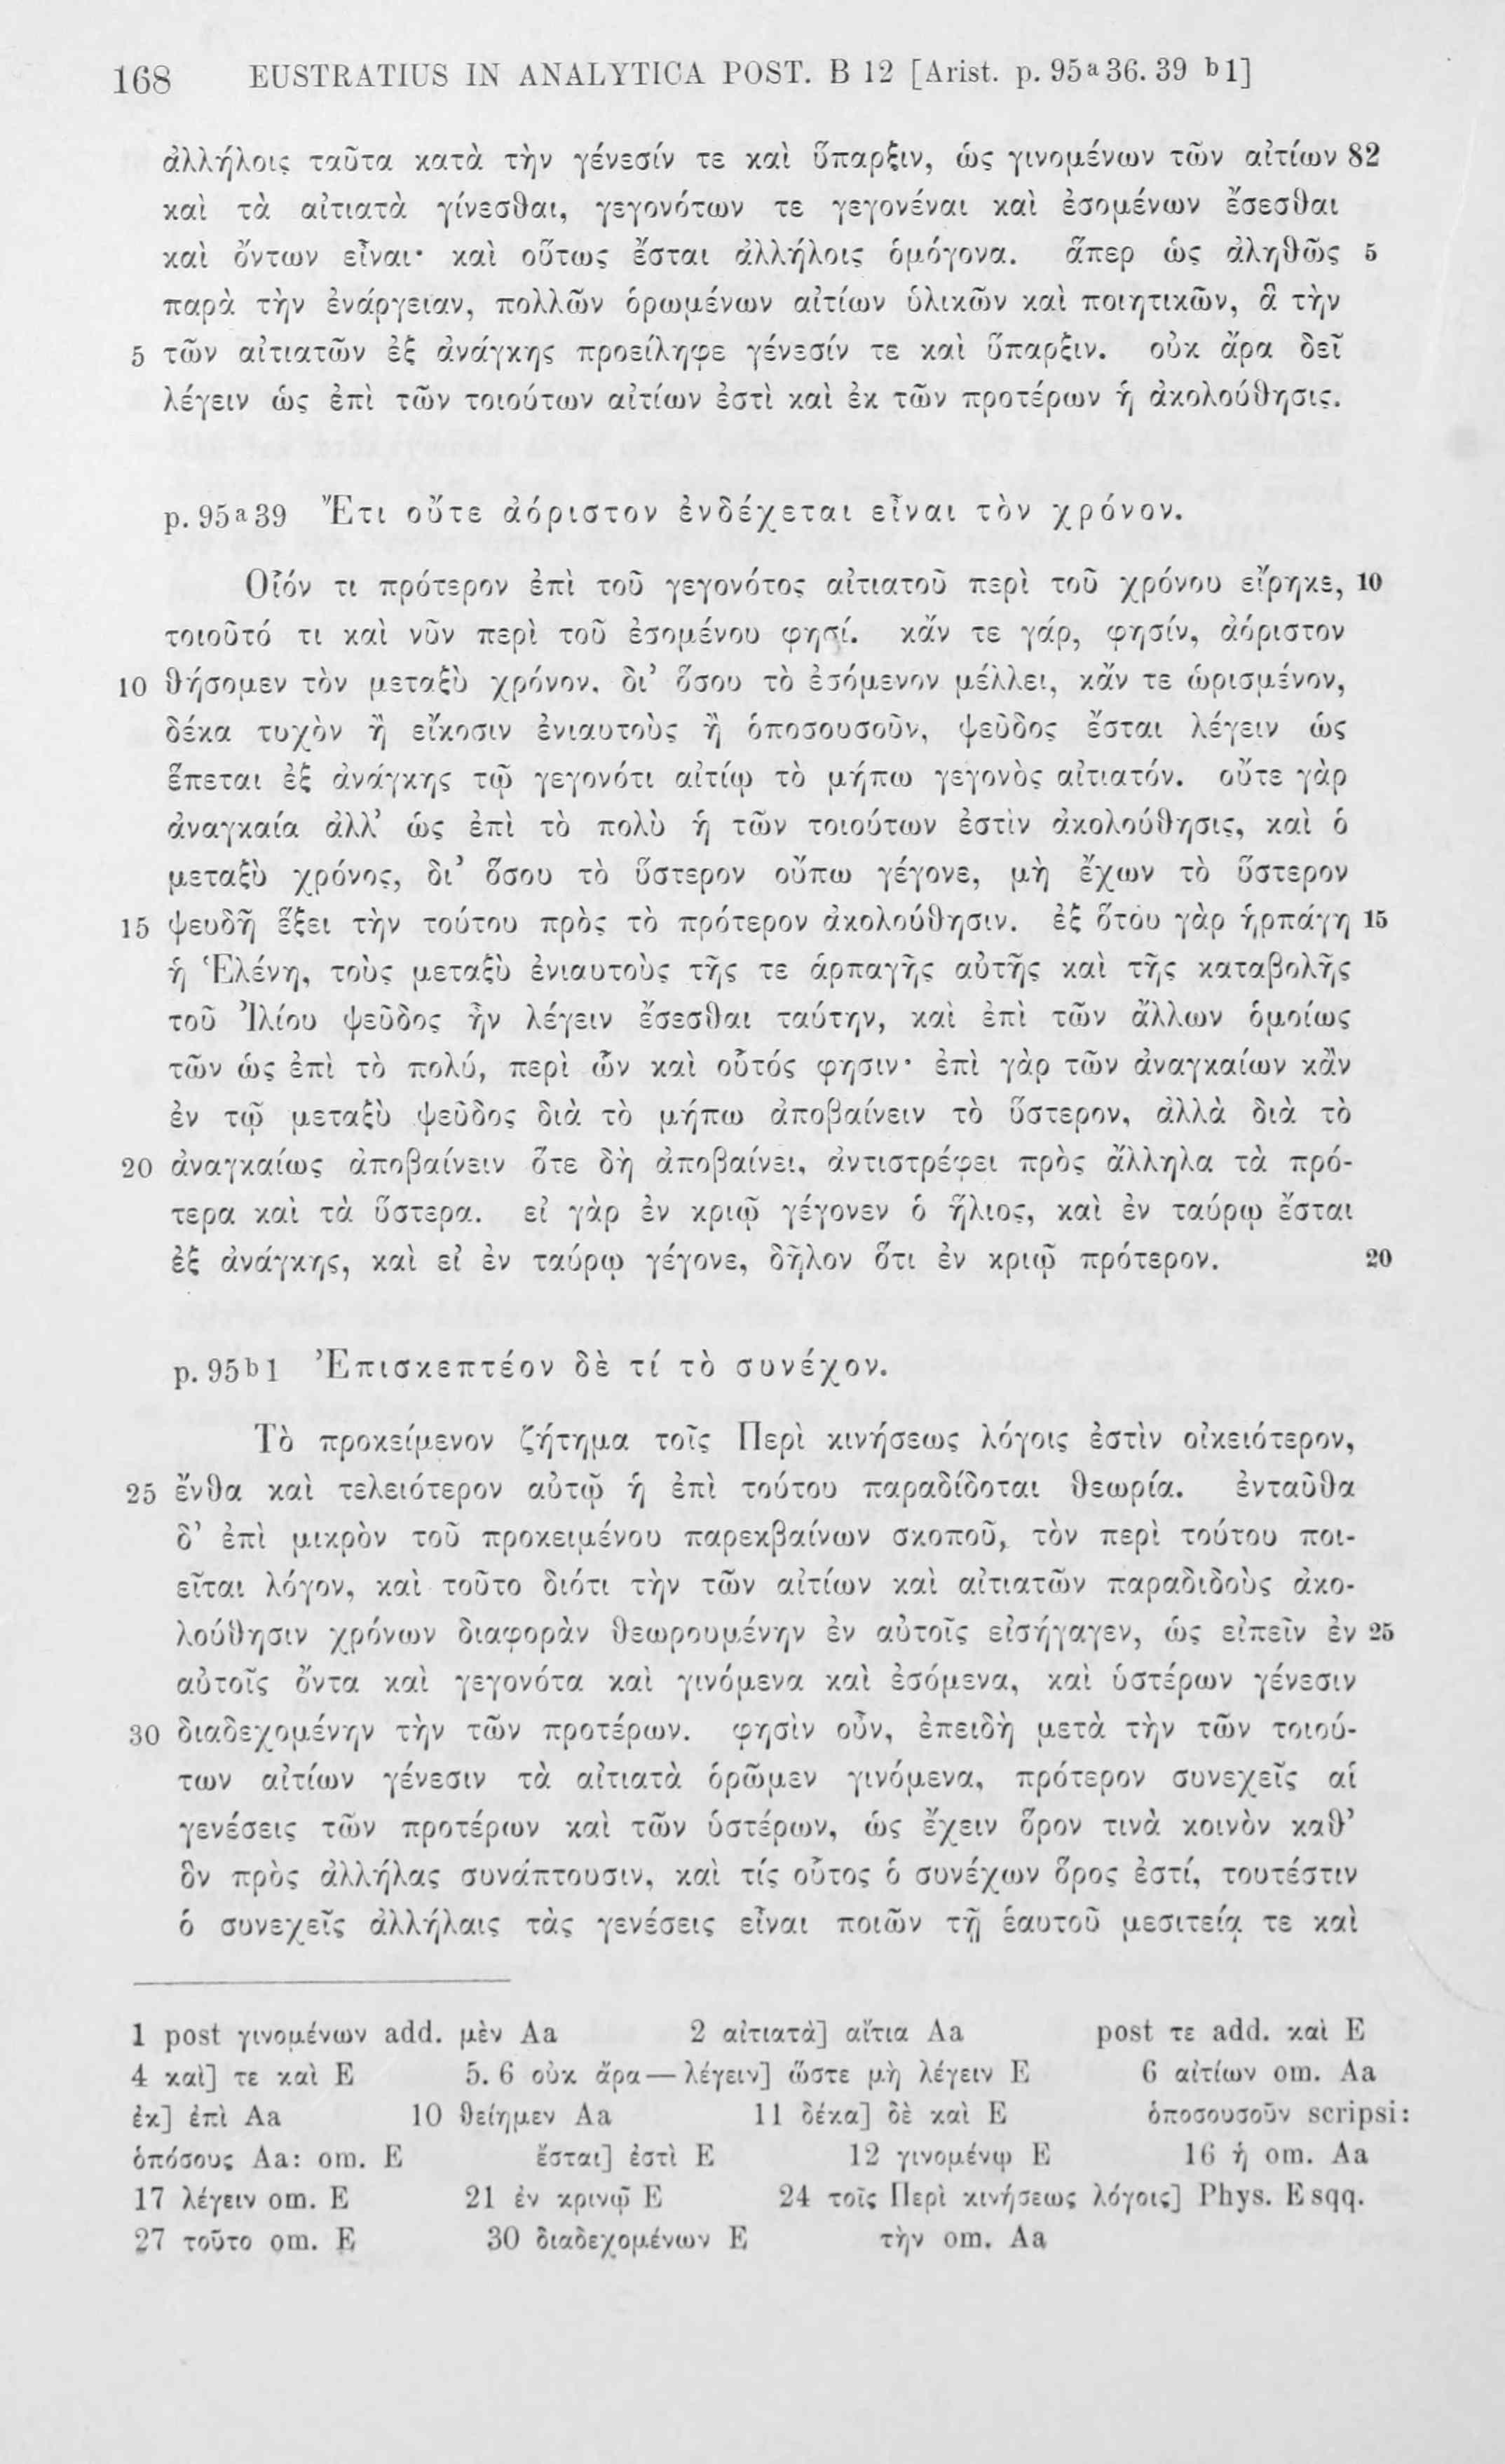 168 EUSTRATIUS IN ANALYTICA POST. B 12 [Arist. p. 95ᵃ36. 39 ᵇ1]
ἀλλήλοις ταῦτα κατὰ τὴν γένεσίν τε καὶ ὕπαρξιν, ὡς γινομένων τῶν αἰτίων 82
καὶ τὰ αἰτιατὰ γίνεσθαι, γεγονότων τε γεγονέναι καὶ ἐσομένων ἔσεσθαι
καὶ ὄντων εἶναι· καὶ οὕτως ἔσται ἀλλήλοις ὁμόγονα. ἅπερ ὡς ἀληθῶς 5
παρὰ τὴν ἐνάργειαν, πολλῶν ὁρωμένων αἰτίων ὑλικῶν καὶ ποιητικῶν, ἃ τὴν
5 τῶν αἰτιατῶν ἐξ ἀνάγκης προείληφε γένεσίν τε καὶ ὕπαρξιν. οὐκ ἄρα δεῖ
λέγειν ὡς ἐπὶ τῶν τοιούτων αἰτίων ἐστὶ καὶ ἐκ τῶν προτέρων ἡ ἀκολούθησις.
p. 95ᵃ39 Ἔτι οὔτε ἀόριστον ἐνδέχεται εἶναι τὸν χρόνον.
Οἷόν τι πρότερον ἐπὶ τοῦ γεγονότος αἰτιατοῦ περὶ τοῦ χρόνου εἴρηκε, 10
τοιοῦτό τι καὶ νῦν περὶ τοῦ ἐσομένου φησί. κἄν τε γάρ, φησίν, ἀόριστον
10 θήσομεν τὸν μεταξὺ χρόνον, δι’ ὅσου τὸ ἐσόμενον μέλλει, κἄν τε ὡρισμένον,
δέκα τυχὸν ἢ εἴκοσιν ἐνιαυτοὺς ἢ ὁποσουσοῦν, ψεῦδος ἔσται λέγειν ὡς
ἕπεται ἐξ ἀνάγκης τῷ γεγονότι αἰτίῳ τὸ μήπω γεγονὸς αἰτιατόν. οὔτε γὰρ
ἀναγκαία ἀλλ’ ὡς ἐπὶ τὸ πολὺ ἡ τῶν τοιούτων ἐστὶν ἀκολούθησις, καὶ ὁ
μεταξὺ χρόνος, δι’ ὅσου τὸ ὕστερον οὔπω γέγονε, μὴ ἔχων τὸ ὕστερον
15 ψευδῆ ἕξει τὴν τούτου πρὸς τὸ πρότερον ἀκολούθησιν. ἐξ ὅτου γὰρ ἡρπάγη 15
ἡ Ἑλένη, τοὺς μεταξὺ ἐνιαυτοὺς τῆς τε ἁρπαγῆς αὐτῆς καὶ τῆς καταβολῆς
τοῦ Ἰλίου ψεῦδος ἦν λέγειν ἔσεσθαι ταύτην, καὶ ἐπὶ τῶν ἄλλων ὁμοίως
τῶν ὡς ἐπὶ τὸ πολύ, περὶ ὧν καὶ οὗτός φησιν· ἐπὶ γὰρ τῶν ἀναγκαίων κἂν
ἐν τῷ μεταξὺ ψεῦδος διὰ τὸ μήπω ἀποβαίνειν τὸ ὕστερον, ἀλλὰ διὰ τὸ
20 ἀναγκαίως ἀποβαίνειν ὅτε δὴ ἀποβαίνει, ἀντιστρέφει πρὸς ἄλληλα τὰ πρό-
τερα καὶ τὰ ὕστερα. εἰ γὰρ ἐν κριῷ γέγονεν ὁ ἥλιος, καὶ ἐν ταύρῳ ἔσται
ἐξ ἀνάγκης, καὶ εἰ ἐν ταύρῳ γέγονε, δῆλον ὅτι ἐν κριῷ πρότερον. 20
p. 95ᵇ1 Ἐπισκεπτέον δὲ τί τὸ συνέχον.
Τὸ προκείμενον ζήτημα τοῖς Περὶ κινήσεως λόγοις ἐστὶν οἰκειότερον,
25 ἔνθα καὶ τελειότερον αὐτῷ ἡ ἐπὶ τούτου παραδίδοται θεωρία. ἐνταῦθα
δ’ ἐπὶ μικρὸν τοῦ προκειμένου παρεκβαίνων σκοποῦ, τὸν περὶ τούτου ποι-
εῖται λόγον, καὶ τοῦτο διότι τὴν τῶν αἰτίων καὶ αἰτιατῶν παραδιδοὺς ἀκο-
λούθησιν χρόνων διαφορὰν θεωρουμένην ἐν αὐτοῖς εἰσήγαγεν, ὡς εἰπεῖν ἐν 25
αὐτοῖς ὄντα καὶ γεγονότα καὶ γινόμενα καὶ ἐσόμενα, καὶ ὑστέρων γένεσιν
30 διαδεχομένην τὴν τῶν προτέρων. φησὶν οὖν, ἐπειδὴ μετὰ τὴν τῶν τοιού-
των αἰτίων γένεσιν τὰ αἰτιατὰ ὁρῶμεν γινόμενα, πρότερον συνεχεῖς αἱ
γενέσεις τῶν προτέρων καὶ τῶν ὑστέρων, ὡς ἔχειν ὅρον τινὰ κοινὸν καθ’
ὃν πρὸς ἀλλήλας συνάπτουσιν, καὶ τίς οὗτος ὁ συνέχων ὅρος ἐστί, τουτέστιν
ὁ συνεχεῖς ἀλλήλαις τὰς γενέσεις εἶναι ποιῶν τῇ ἑαυτοῦ μεσιτείᾳ τε καὶ
1 post γινομένων add. μὲν Aa 2 αἰτιατὰ] αἴτια Aa post τε add. καὶ E
4 καὶ] τε καὶ E 5. 6 οὐκ ἄρα — λέγειν] ὥστε μὴ λέγειν E 6 αἰτίων om. Aa
ἐκ] ἐπὶ Aa 10 θείημεν Aa 11 δέκα] δὲ καὶ E ὁποσουσοῦν scripsi:
ὁπόσους Aa: om. E ἔσται] ἐστὶ E 12 γινομένῳ E 16 ἡ om. Aa
17 λέγειν om. E 21 ἐν κρινῷ E 24 τοῖς Περὶ κινήσεως λόγοις] Phys. E sqq.
27 τοῦτο om. E 30 διαδεχομένων E τὴν om. Aa